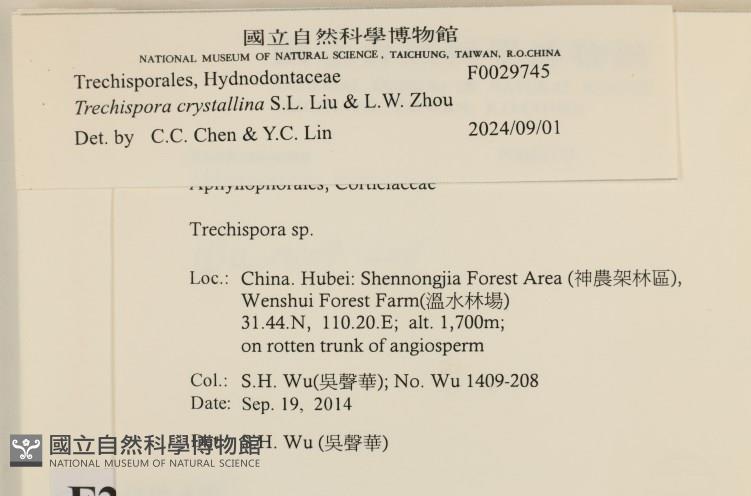 國立自然科學博物館
NATIONAL MUSEUM OF NATURAL SCIENCE, TAICHUNG, TAIWAN, R.O.CHINA
Trechisporales, Hydnodontaceae F0029745
Trechispora crystallina S.L. Liu & L.W. Zhou
Det. by C.C. Chen & Y.C. Lin 2024/09/01
Aphyllophorales, Corticiaceae
Trechispora sp.
Loc.: China. Hubei: Shennongjia Forest Area (神農架林區),
Wenshui Forest Farm(溫水林場)
31.44.N, 110.20.E; alt. 1,700m;
on rotten trunk of angiosperm
Col.: S.H. Wu(吳聲華); No. Wu 1409-208
Date: Sep. 19, 2014
S.H. Wu (吳聲華)
國立自然科學博物館
NATIONAL MUSEUM OF NATURAL SCIENCE